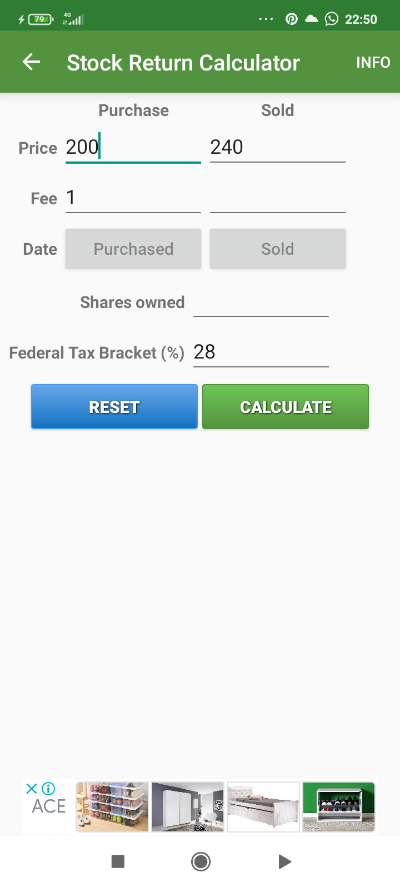 79 4G 22:50
Stock Return Calculator INFO
Purchase Sold
Price 200 240
Fee 1
Date Purchased Sold
Shares owned
Federal Tax Bracket (%) 28
RESET CALCULATE
ACE